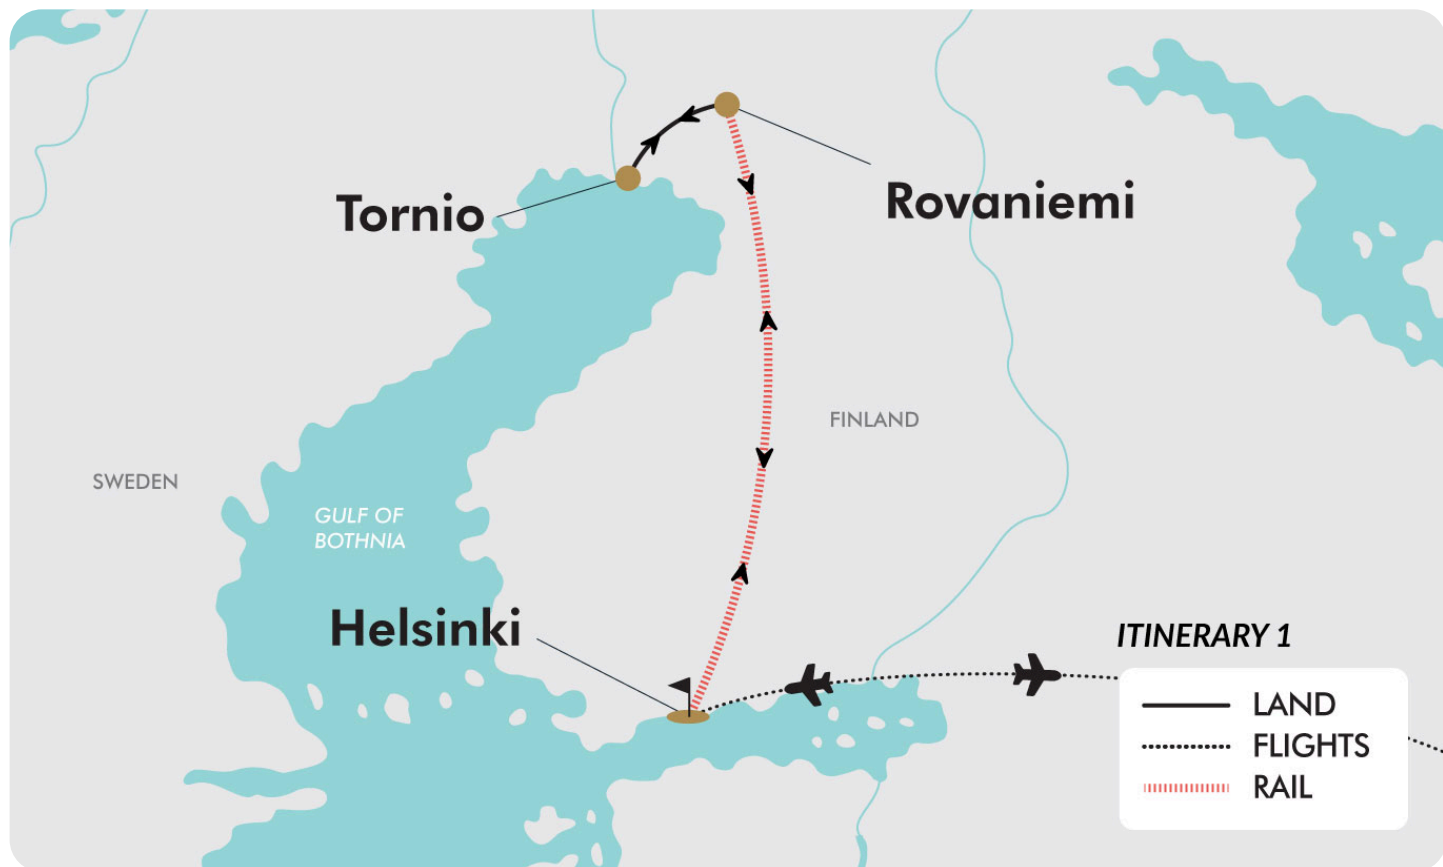 Tornio
Rovaniemi
FINLAND
SWEDEN
GULF OF
BOTHNIA
Helsinki
ITINERARY 1
LAND
FLIGHTS
RAIL